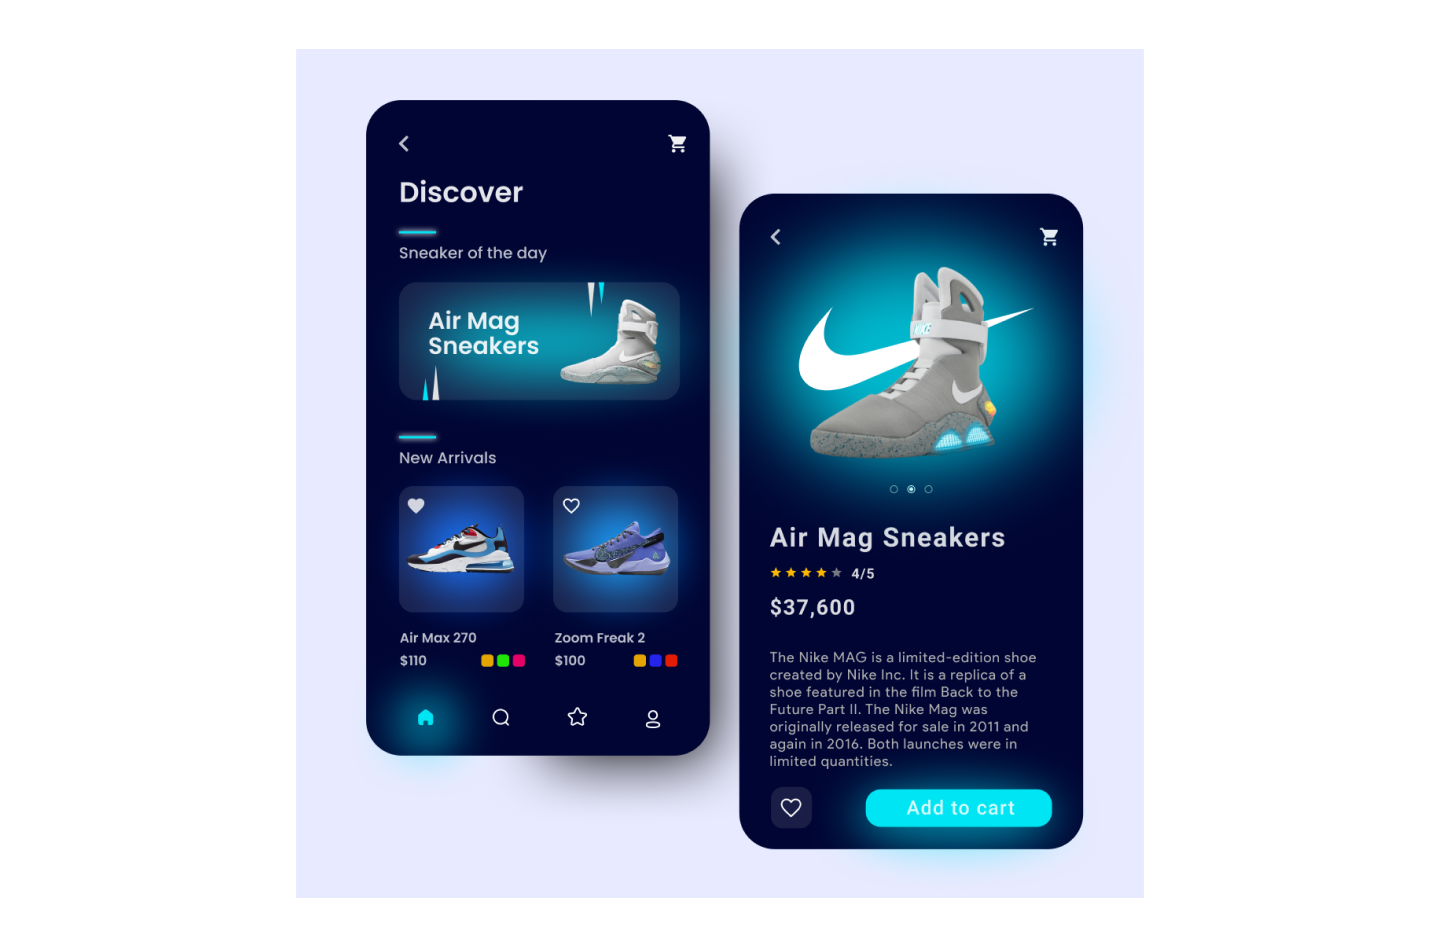 Discover
Sneaker of the day
Air Mag
Sneakers
New Arrivals
Air Max 270
$110
Zoom Freak 2
$100
NIKE
Air Mag Sneakers
4/5
$37,600
The Nike MAG is a limited-edition shoe
created by Nike Inc. It is a replica of a
shoe featured in the film Back to the
Future Part II. The Nike Mag was
originally released for sale in 2011 and
again in 2016. Both launches were in
limited quantities.
Add to cart